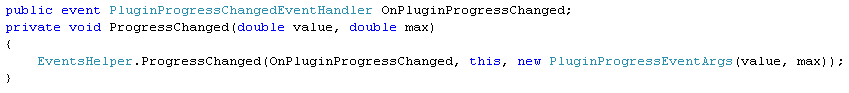 public event PluginProgressChangedEventHandler OnPluginProgressChanged;
private void ProgressChanged(double value, double max)
{
    EventsHelper.ProgressChanged(OnPluginProgressChanged, this, new PluginProgressEventArgs(value, max));
}